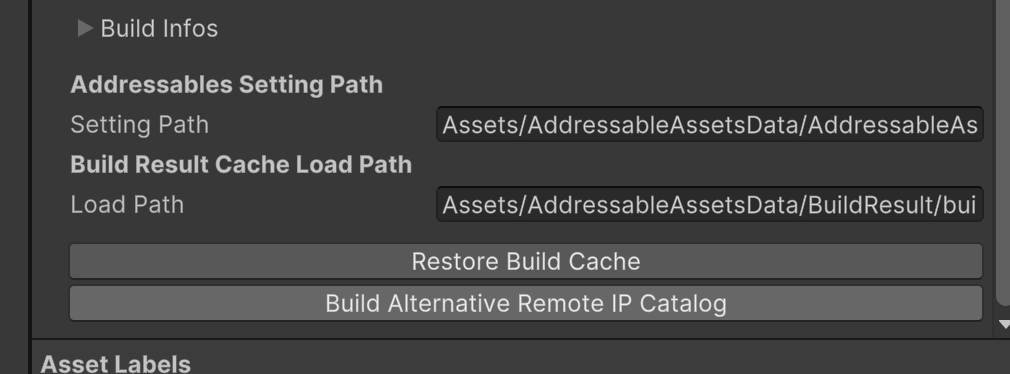 Build Infos
Addressables Setting Path
Setting Path Assets/AddressableAssetsData/AddressableAs
Build Result Cache Load Path
Load Path Assets/AddressableAssetsData/BuildResult/bui
Restore Build Cache
Build Alternative Remote IP Catalog
Asset Labels